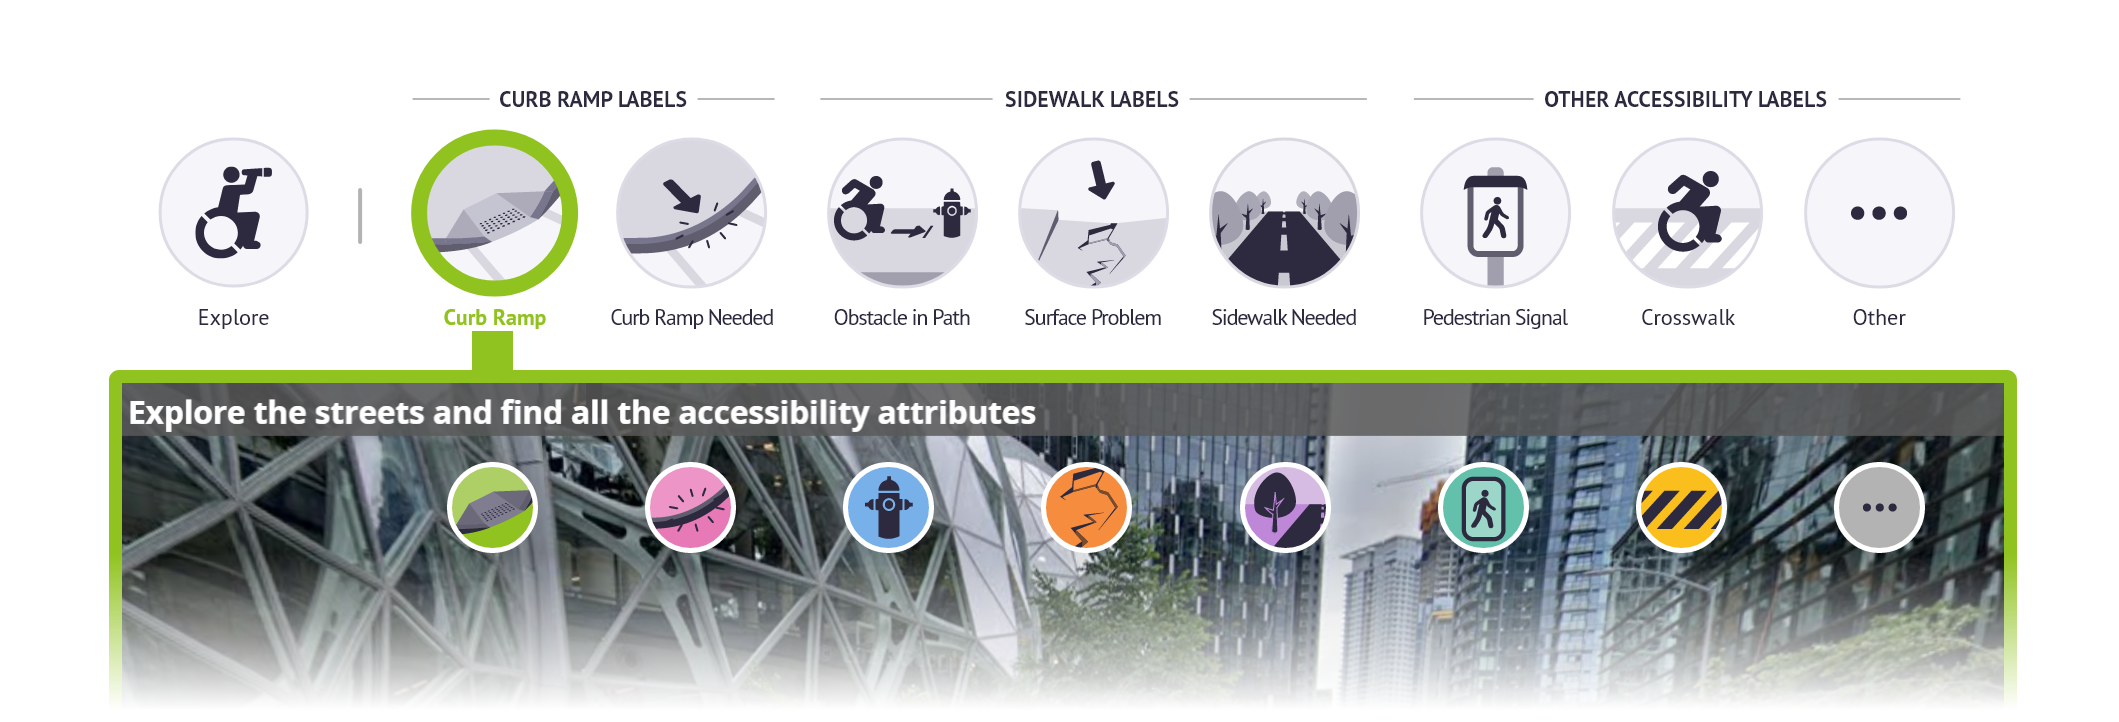 CURB RAMP LABELS
SIDEWALK LABELS
OTHER ACCESSIBILITY LABELS
Explore
Curb Ramp
Curb Ramp Needed
Obstacle in Path
Surface Problem
Sidewalk Needed
Pedestrian Signal
Crosswalk
Other
Explore the streets and find all the accessibility attributes